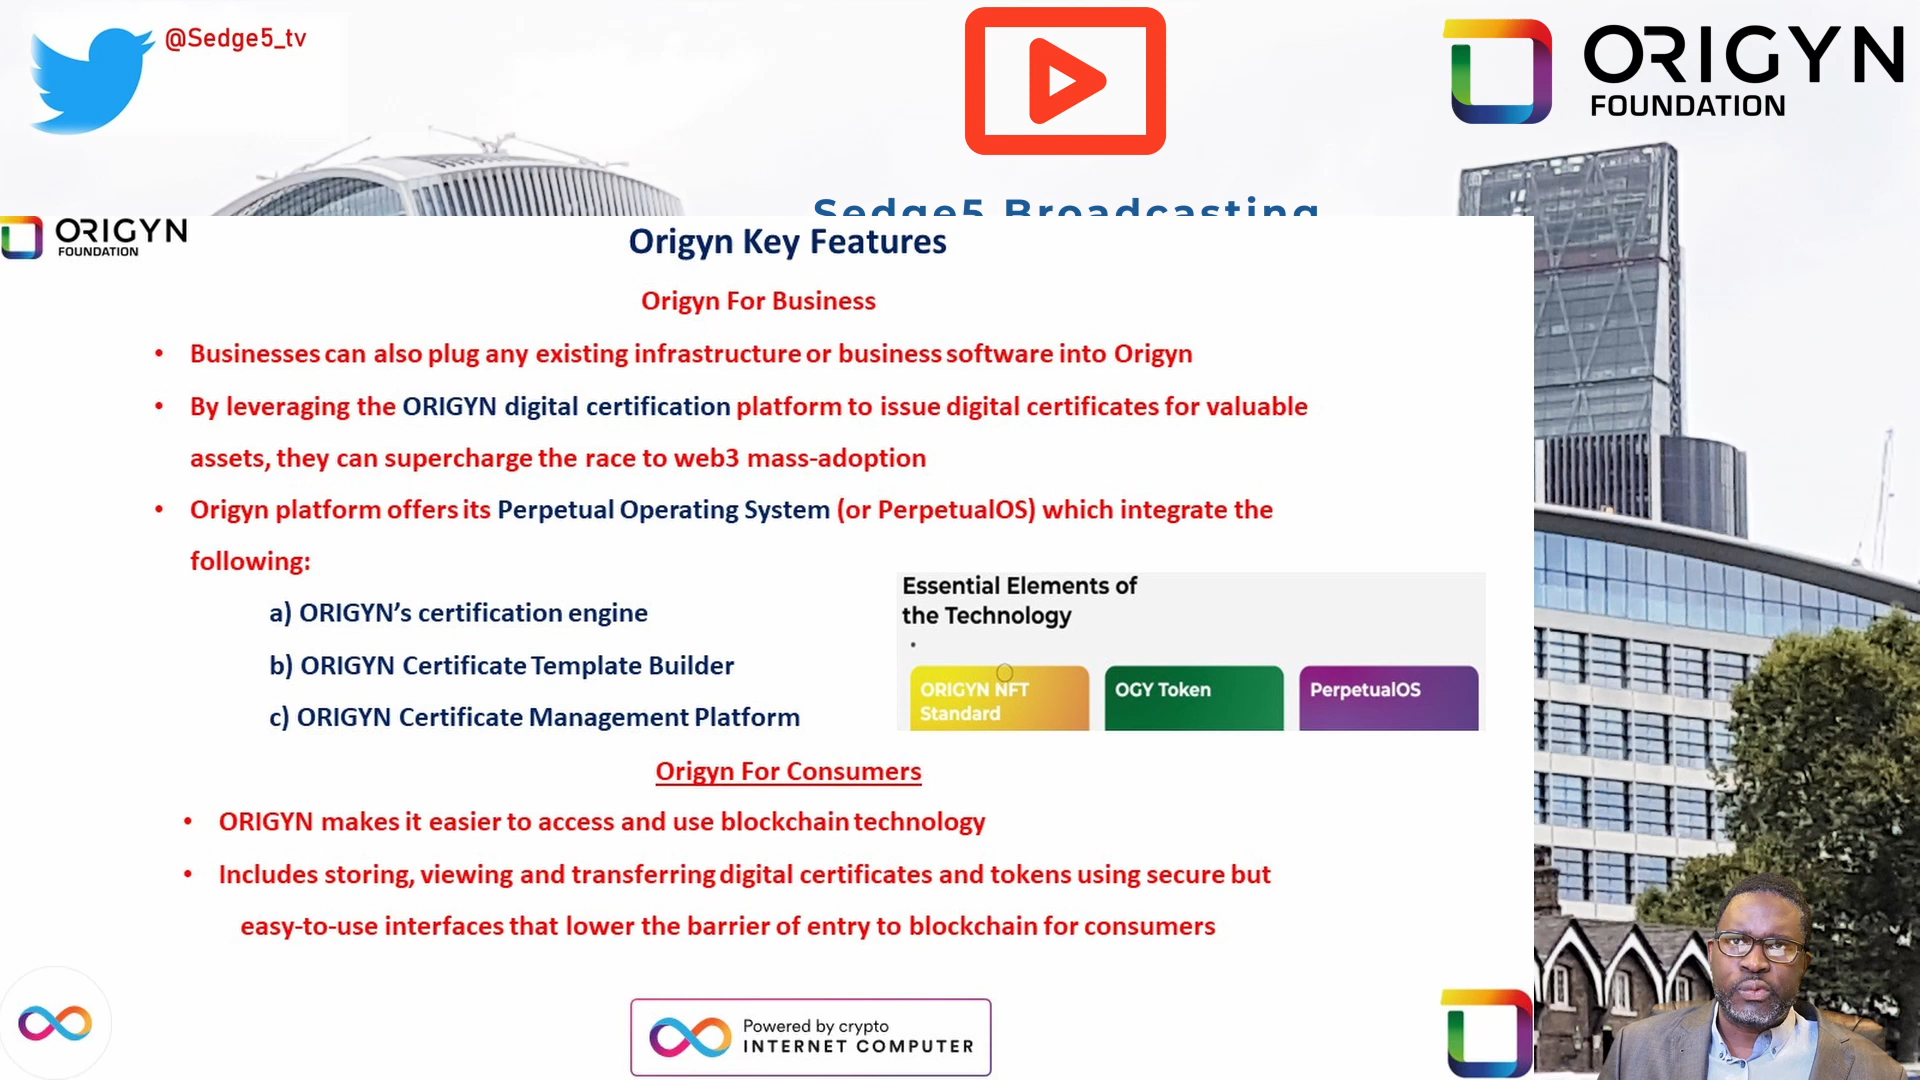 @Sedge5_tv
ORIGYN
FOUNDATION
Sedge5 Broadcasting
ORIGYN
FOUNDATION
Origyn Key Features
Origyn For Business
• Businesses can also plug any existing infrastructure or business software into Origyn
• By leveraging the ORIGYN digital certification platform to issue digital certificates for valuable
assets, they can supercharge the race to web3 mass-adoption
• Origyn platform offers its Perpetual Operating System (or PerpetualOS) which integrate the
following:
a) ORIGYN’s certification engine
b) ORIGYN Certificate Template Builder
c) ORIGYN Certificate Management Platform
Essential Elements of
the Technology
ORIGYN NFT
Standard
OGY Token
PerpetualOS
Origyn For Consumers
• ORIGYN makes it easier to access and use blockchain technology
• Includes storing, viewing and transferring digital certificates and tokens using secure but
easy-to-use interfaces that lower the barrier of entry to blockchain for consumers
Powered by crypto
INTERNET COMPUTER